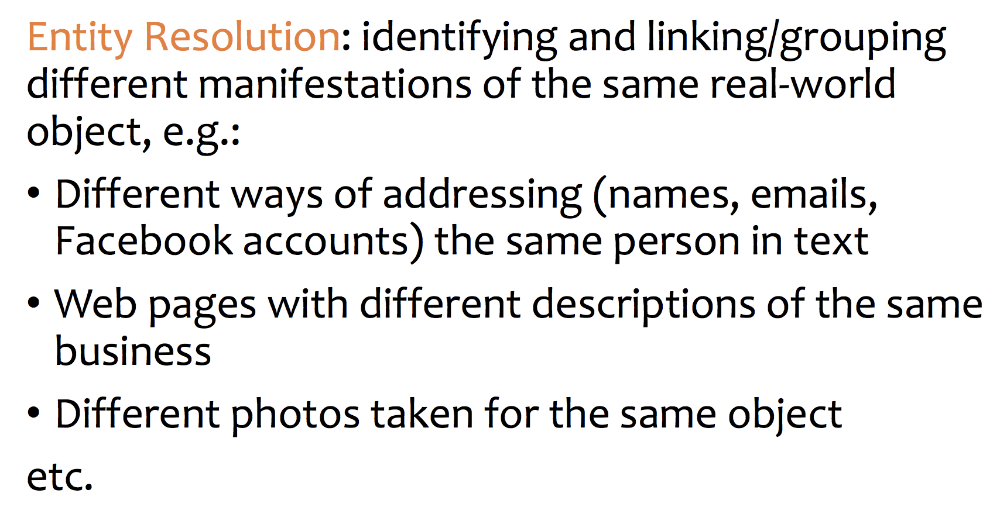 Entity Resolution: identifying and linking/grouping
different manifestations of the same real-world
object, e.g.:
• Different ways of addressing (names, emails,
Facebook accounts) the same person in text
• Web pages with different descriptions of the same
business
• Different photos taken for the same object
etc.